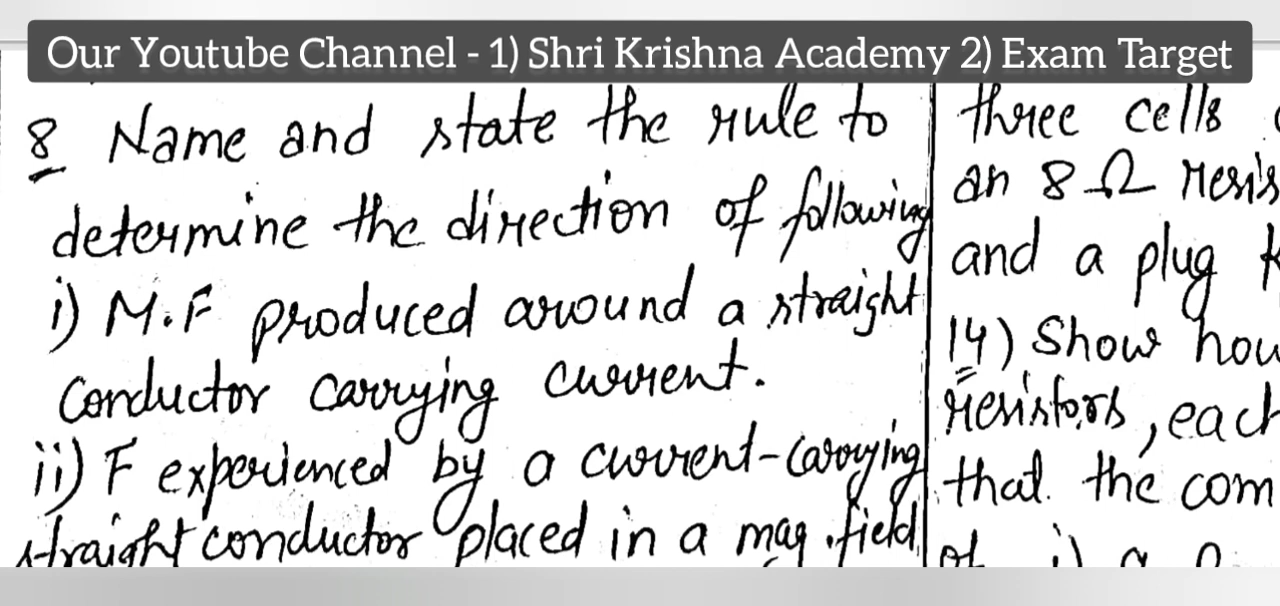 Our Youtube Channel - 1) Shri Krishna Academy 2) Exam Target
8 Name and state the rule to
determine the direction of following
i) M.F produced around a straight
conductor carrying current.
ii) F experienced by a current-carrying
straight conductor placed in a mag. field
three cells
an 8 Ω resis
and a plug k
14) Show how
resistors, each
that the com
of i) a 9